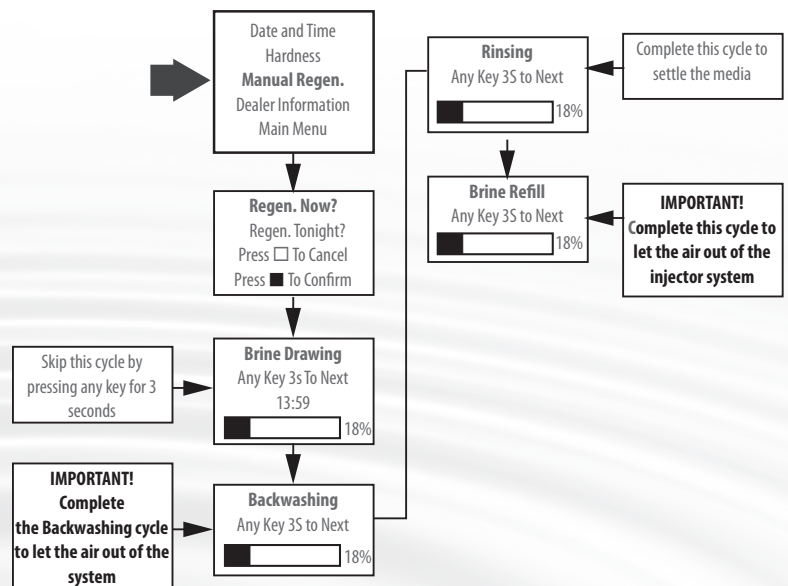 Date and Time
Hardness
Manual Regen.
Dealer Information
Main Menu
Regen. Now?
Regen. Tonight?
Press □ To Cancel
Press ■ To Confirm
Skip this cycle by
pressing any key for 3
seconds
Brine Drawing
Any Key 3s To Next
13:59
18%
IMPORTANT!
Complete
the Backwashing cycle
to let the air out of the
system
Backwashing
Any Key 3S to Next
18%
Rinsing
Any Key 3S to Next
18%
Complete this cycle to
settle the media
Brine Refill
Any Key 3S to Next
18%
IMPORTANT!
Complete this cycle to
let the air out of the
injector system